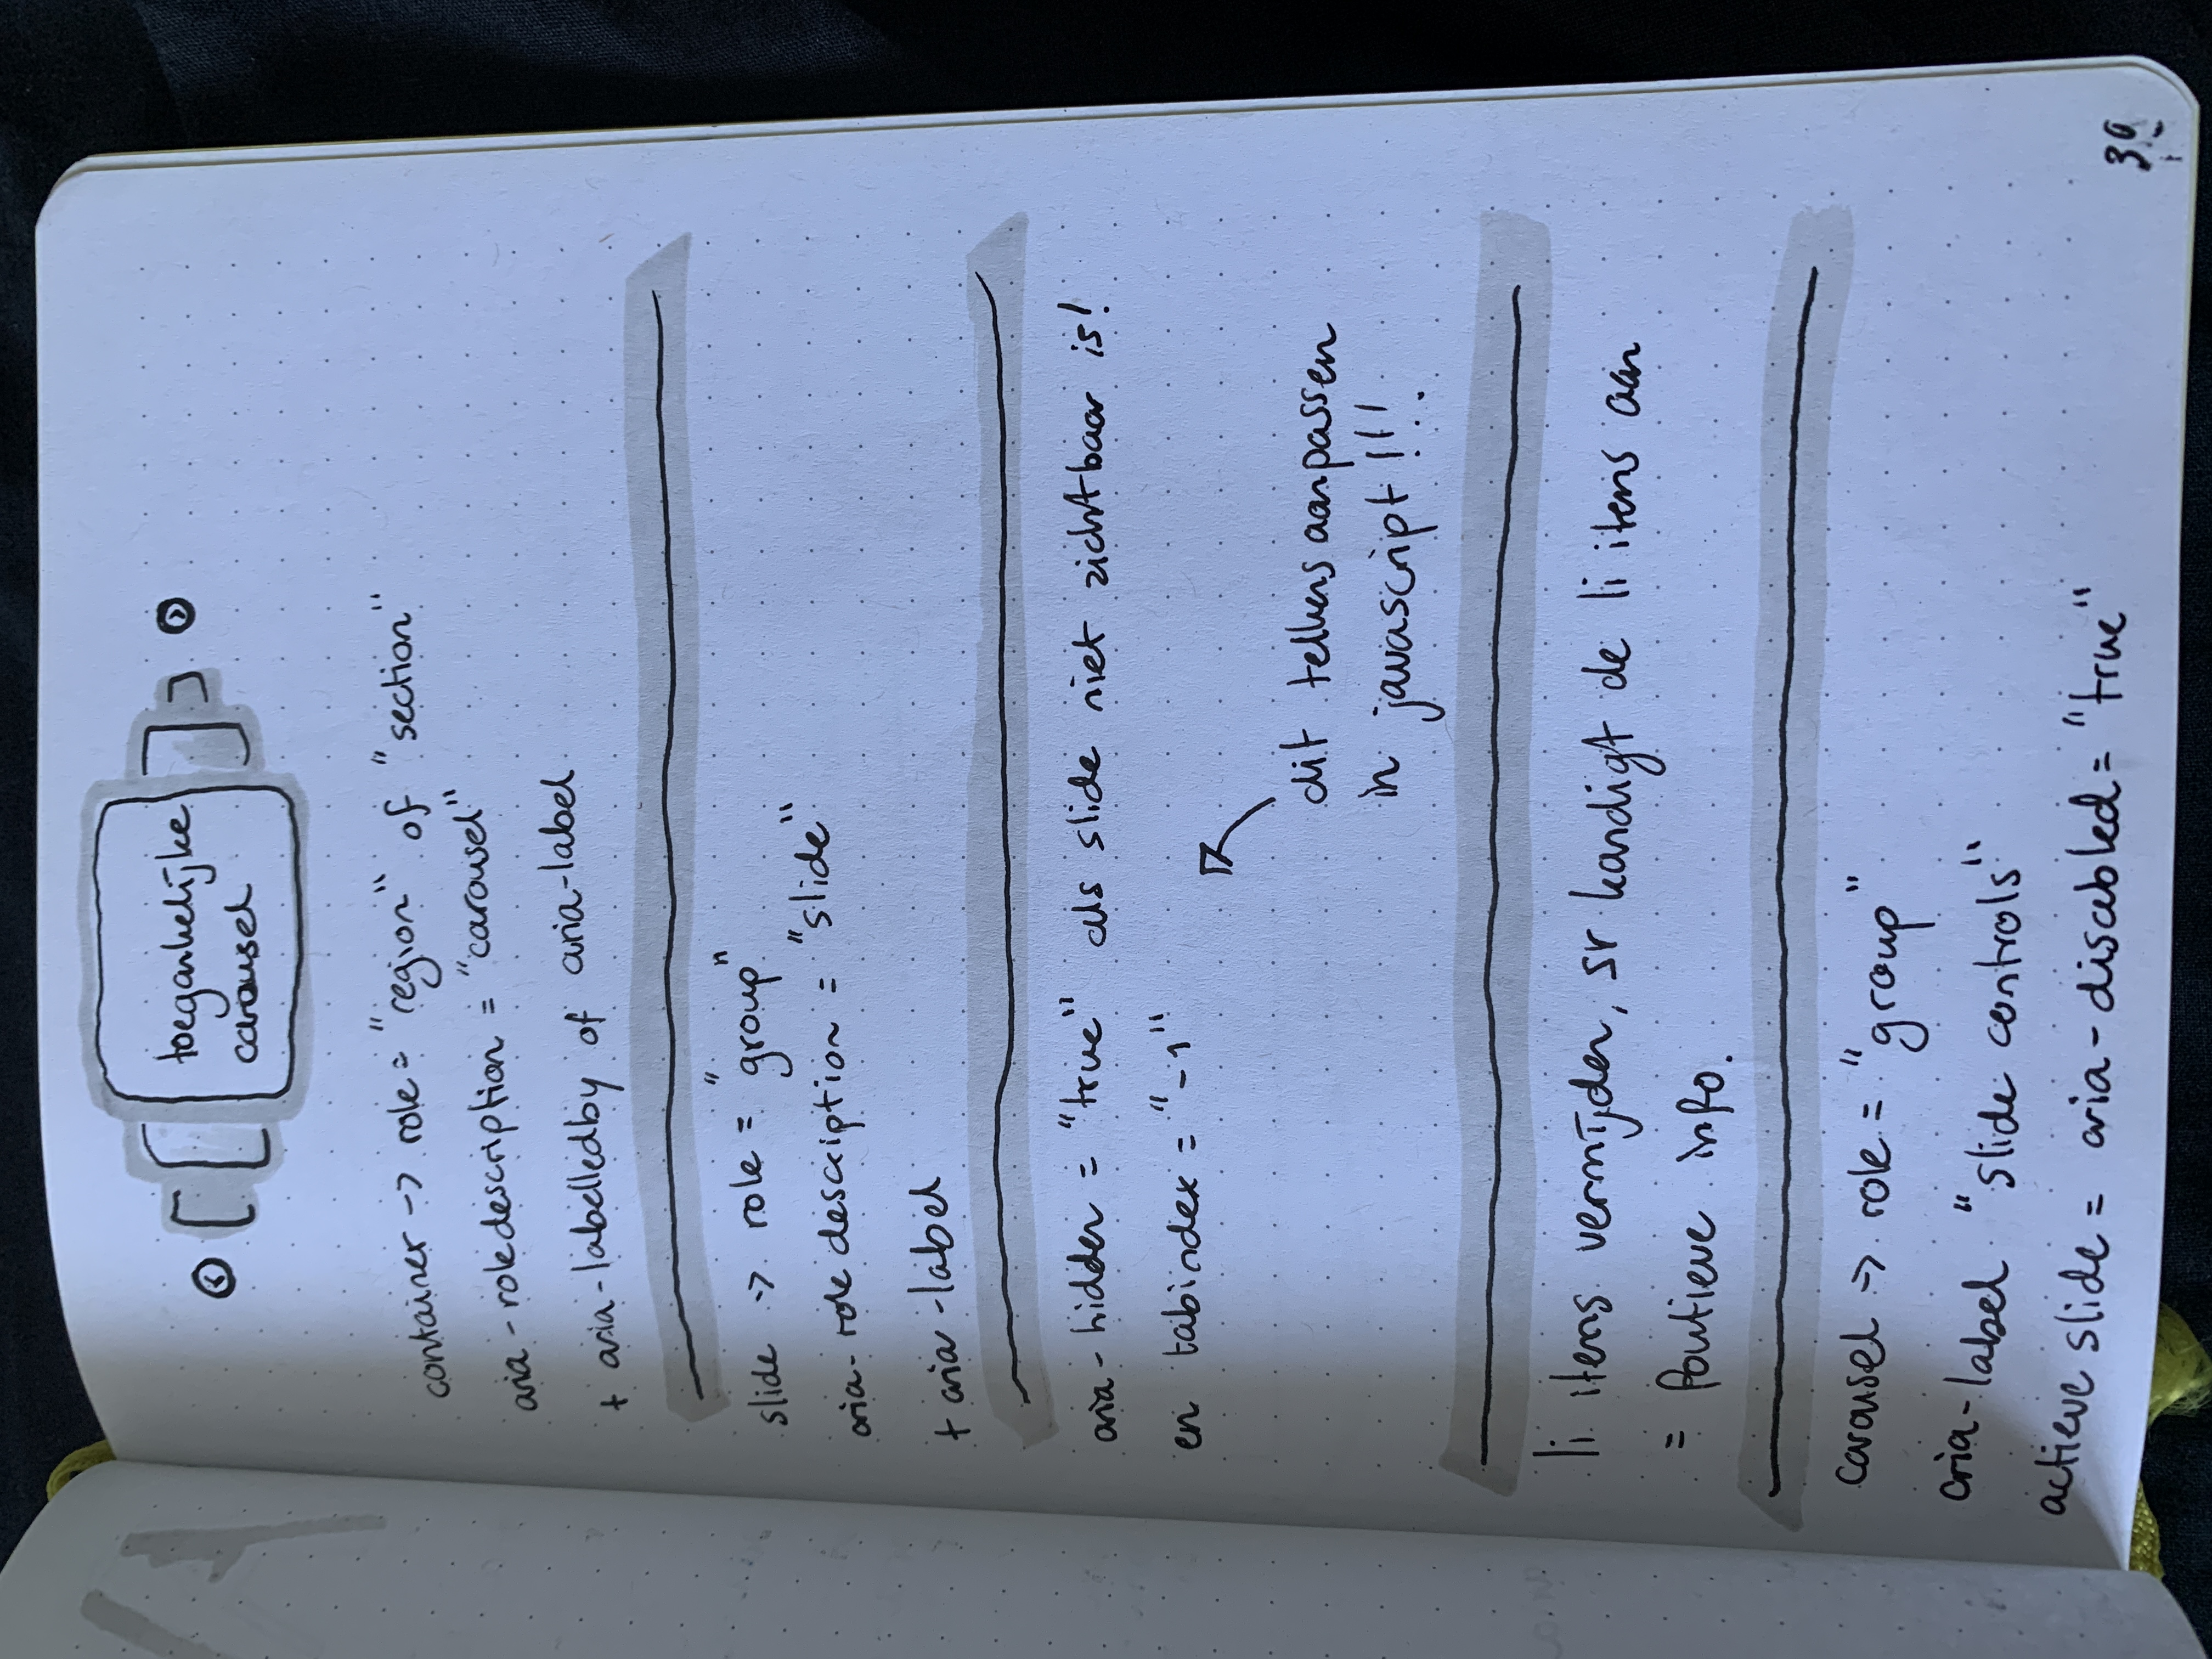 toegankelijke
carousel
container -> role = "region" of "section"
aria-roledescription = "carousel"
+ aria-labelledby of aria-label
slide -> role = "group"
aria-roledescription = "slide"
+ aria-label
aria-hidden = "true" als slide niet zichtbaar is!
en tabindex = "-1"
dit telkens aanpassen
in javascript!!!
li items vermijden, sr kondigt de li items aan
= foutieve info.
carousel -> role = "group"
aria-label "slide controls"
actieve slide = aria-disabled = "true"